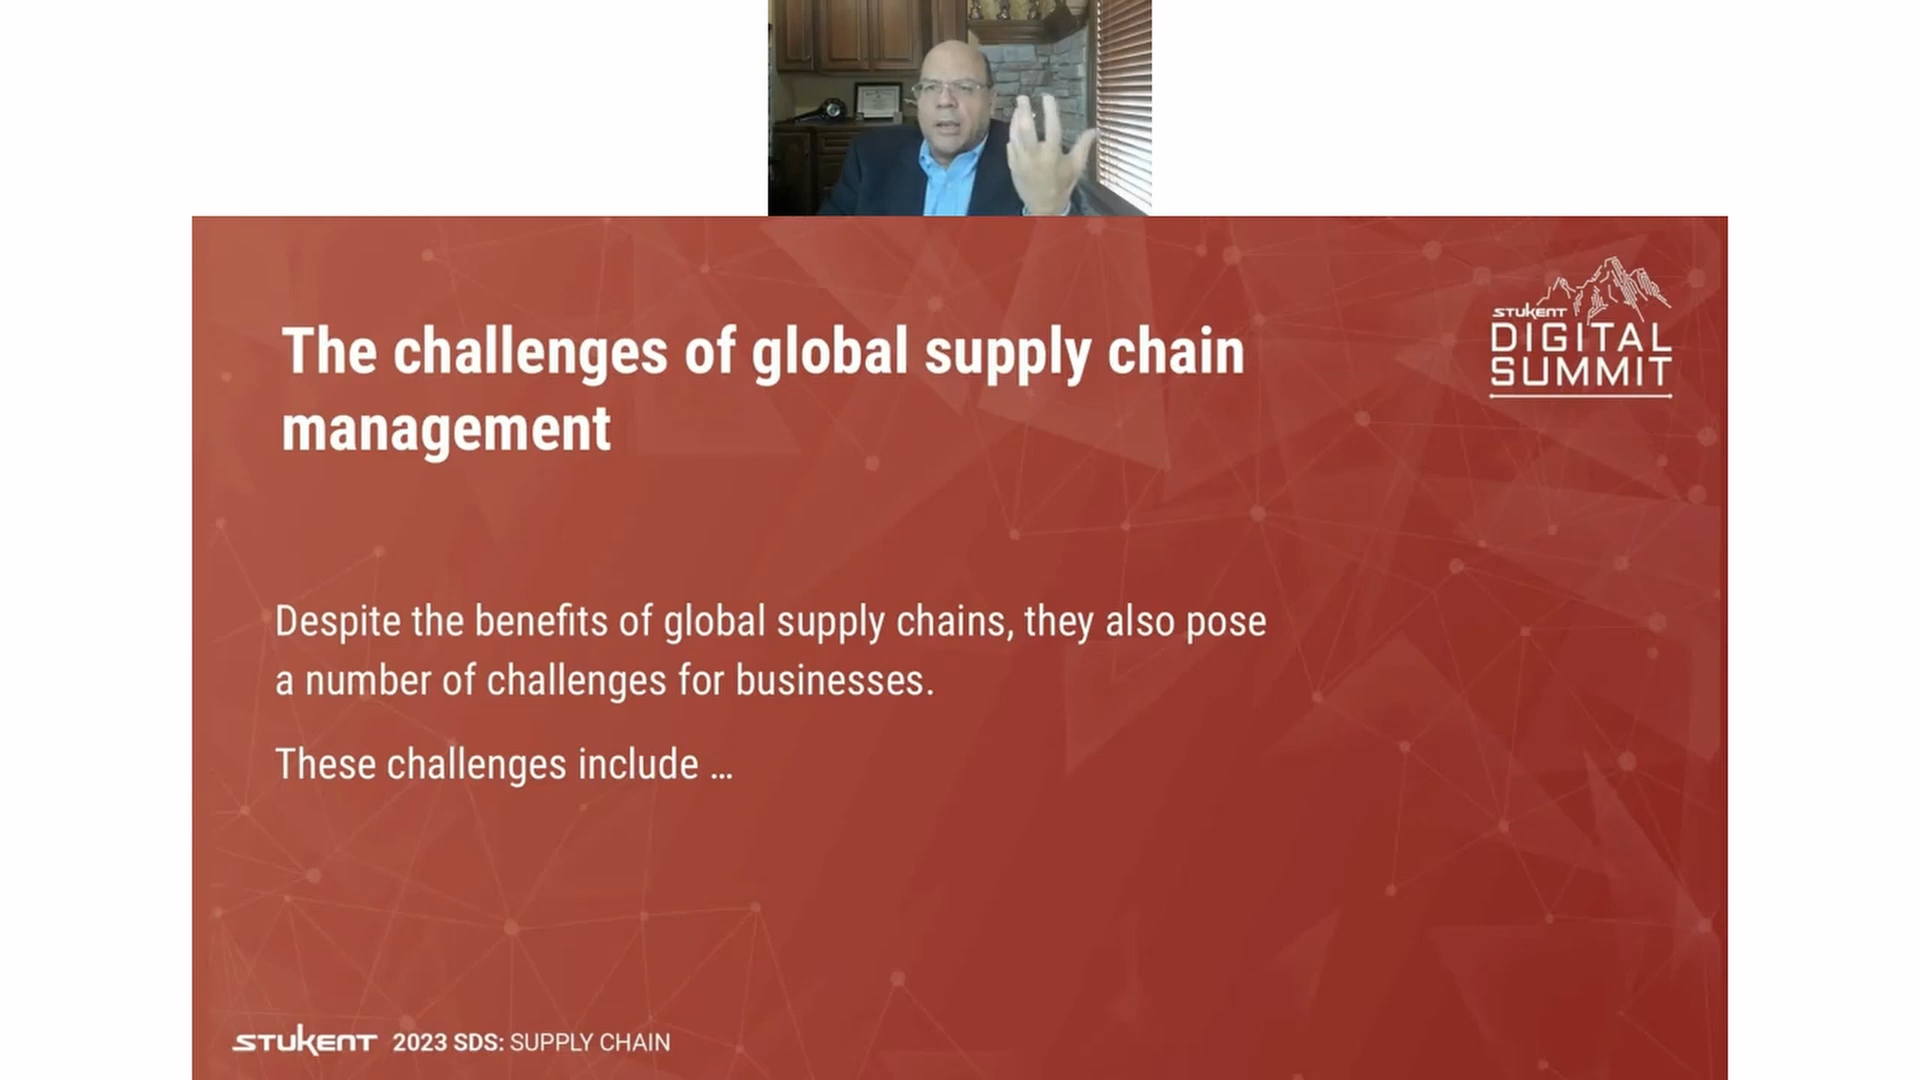 The challenges of global supply chain
management
STUKENT
DIGITAL
SUMMIT
Despite the benefits of global supply chains, they also pose
a number of challenges for businesses.
These challenges include …
STUKENT 2023 SDS: SUPPLY CHAIN